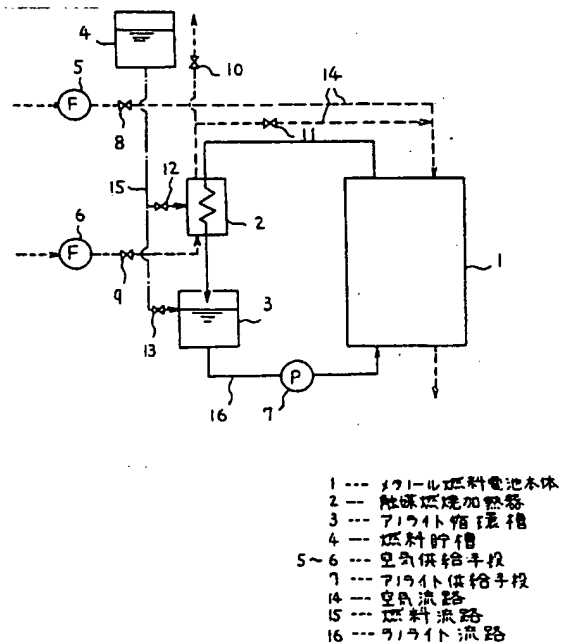 4
5
10
14
F
8
11
15
12
6
2
F
1
9
3
13
P
16
7
1 --- メタノール燃料電池本体
2 --- 触媒燃焼加熱器
3 --- アノライト循環槽
4 --- 燃料貯槽
5~6 --- 空気供給手段
7 --- アノライト供給手段
14 --- 空気流路
15 --- 燃料流路
16 --- アノライト流路